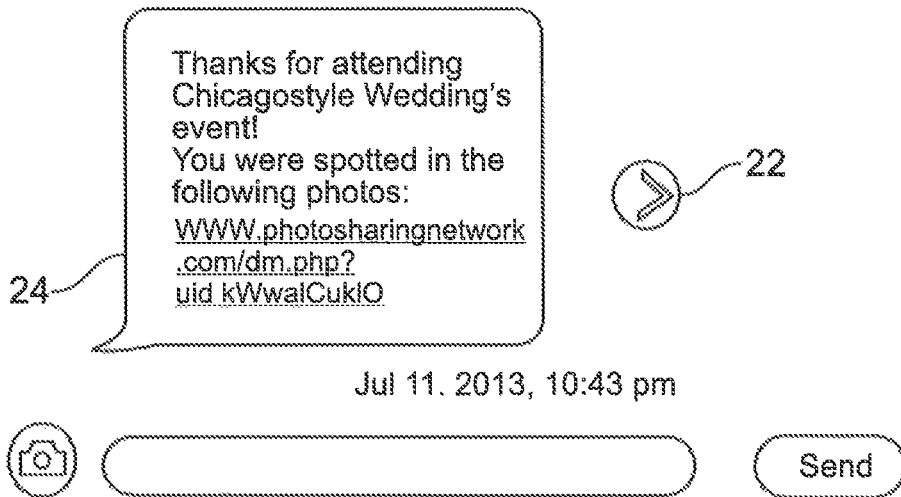 Thanks for attending
Chicagostyle Wedding's
event!
You were spotted in the
following photos:
WWW.photosharingnetwork
.com/dm.php?
uid kWwalCuklO
22
24
Jul 11. 2013, 10:43 pm
Send